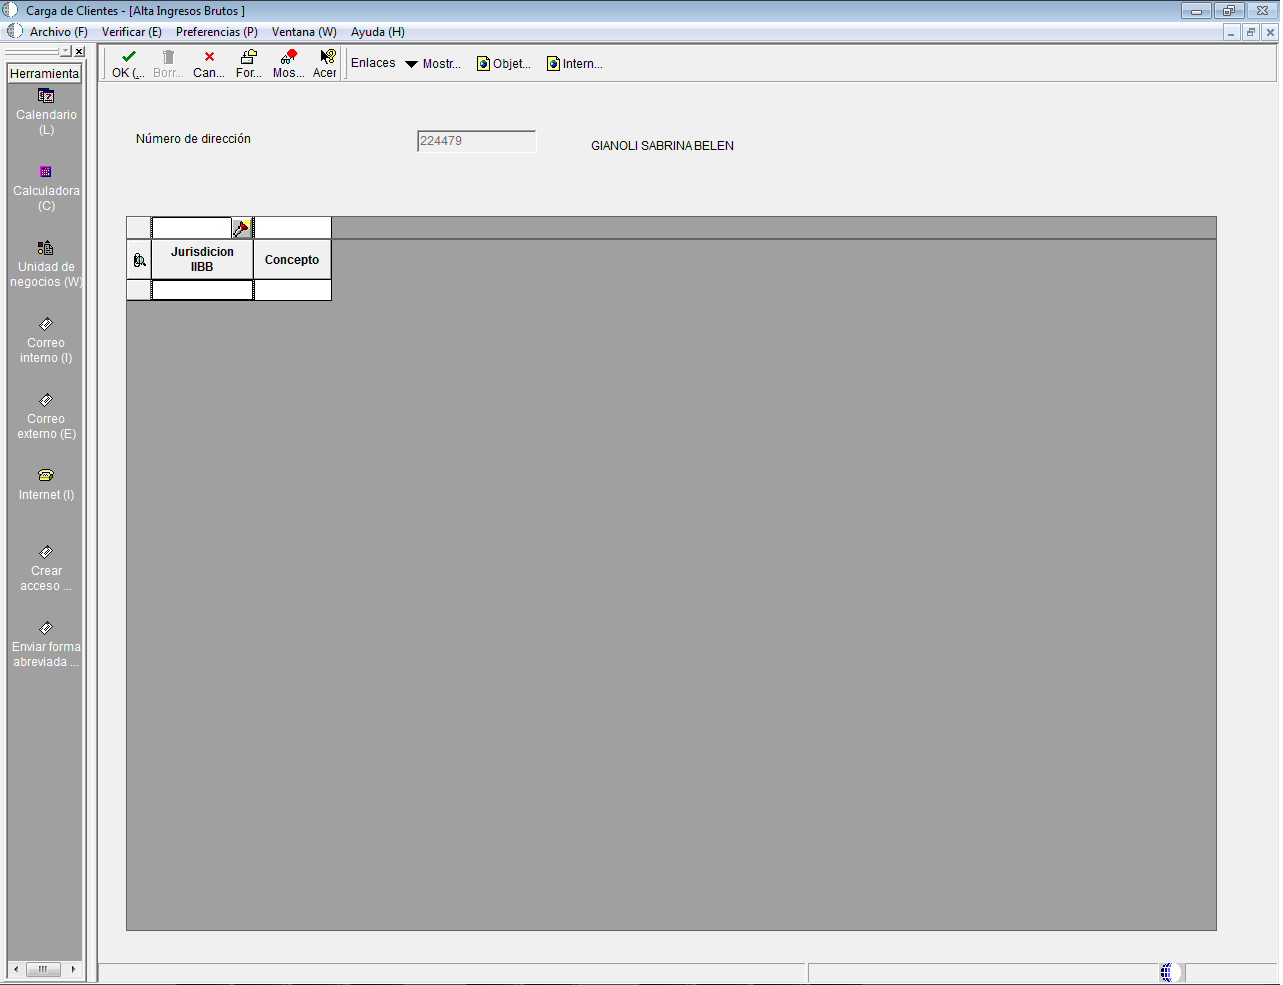 Carga de Clientes - [Alta Ingresos Brutos ]
Archivo (F) Verificar (E) Preferencias (P) Ventana (W) Ayuda (H)
Herramienta
OK (... Borr... Can... For... Mos... Acer
Enlaces Mostr... Objet... Intern...
Calendario
(L)
Calculadora
(C)
Unidad de
negocios (W)
Correo
interno (I)
Correo
externo (E)
Internet (I)
Crear
acceso ...
Enviar forma
abreviada ...
Número de dirección 224479 GIANOLI SABRINA BELEN
Jurisdicion
IIBB
Concepto